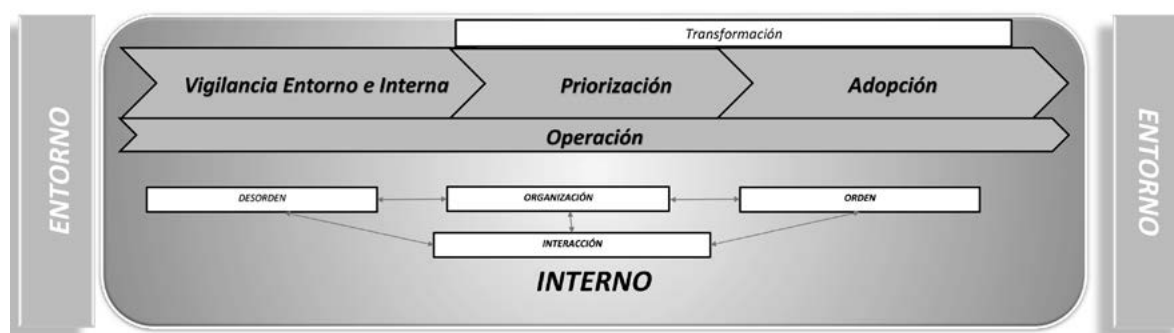 ENTORNO
Transformación
Vigilancia Entorno e Interna
Priorización
Adopción
Operación
DESORDEN
ORGANIZACIÓN
ORDEN
INTERACCIÓN
INTERNO
ENTORNO